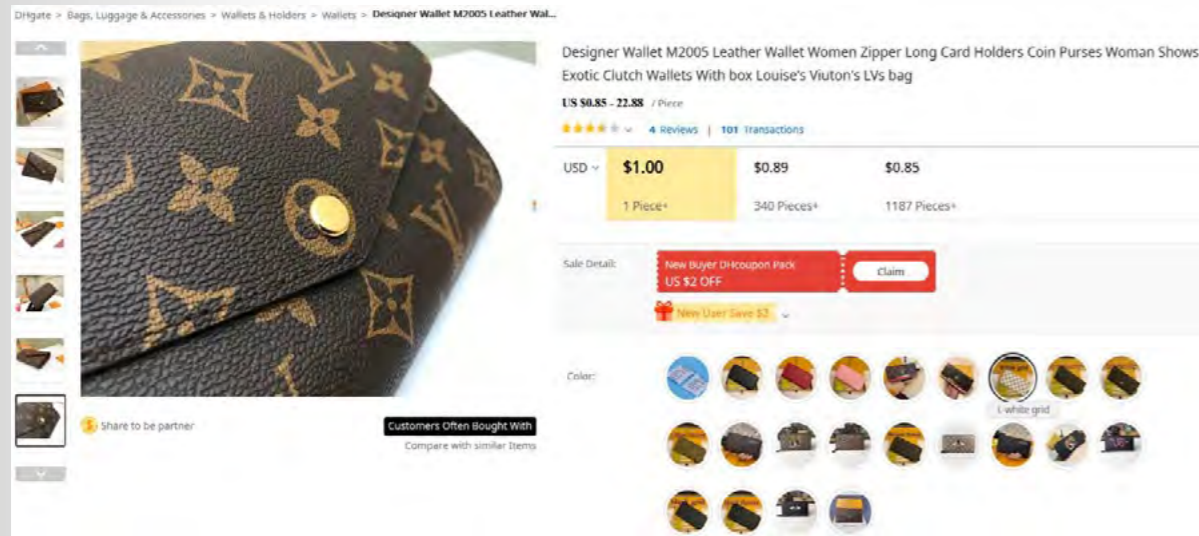 DHgate > Bags, Luggage & Accessories > Wallets & Holders > Wallets > Designer Wallet M2005 Leather Wal...
Designer Wallet M2005 Leather Wallet Women Zipper Long Card Holders Coin Purses Woman Shows
Exotic Clutch Wallets With box Louise's Viuton's LVs bag
US $0.85 - 22.88 / Piece
4 Reviews | 101 Transactions
USD $1.00 $0.89 $0.85
1 Piece+ 340 Pieces+ 1187 Pieces+
Sale Detail:
New Buyer DHcoupon Pack
US $2 OFF
Claim
New User Save $2
Color:
L-white grid
Share to be partner
Customers Often Bought With
Compare with similar Items